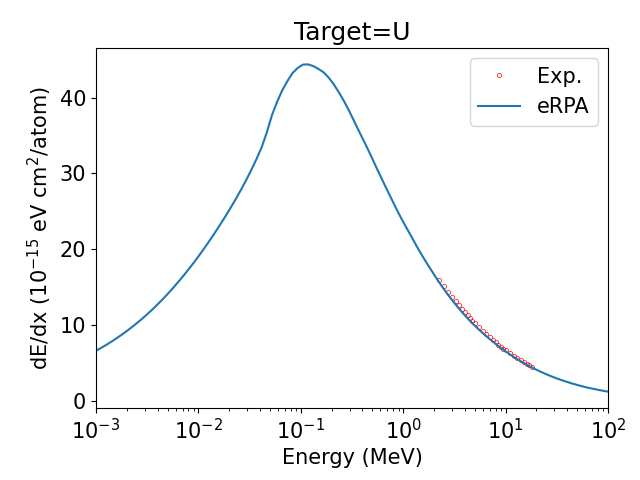 Target=U
dE/dx (10⁻¹⁵ eV cm²/atom)
40
30
20
10
0
Exp.
eRPA
10⁻³ 10⁻² 10⁻¹ 10⁰ 10¹ 10²
Energy (MeV)